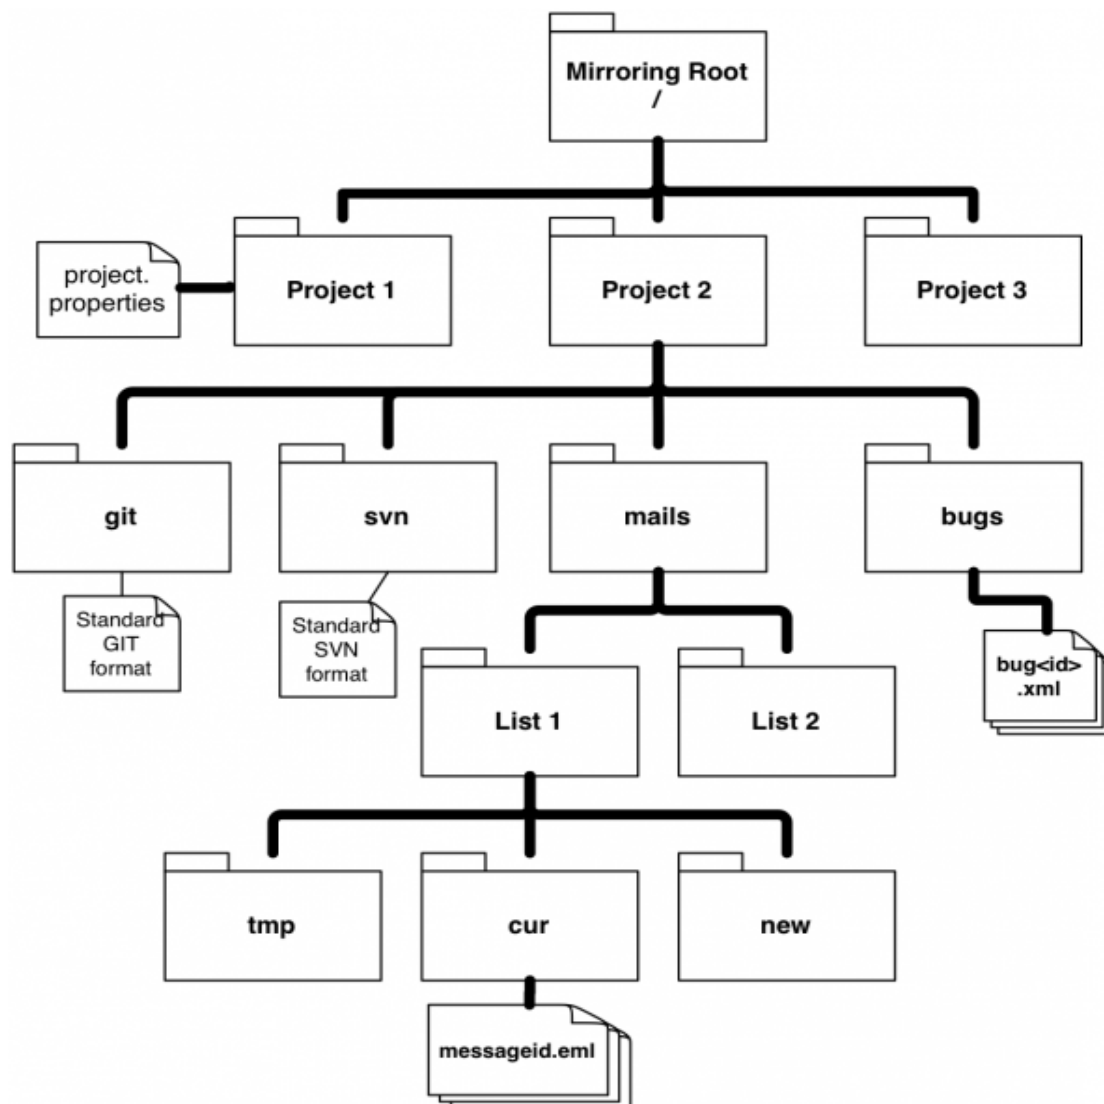 Mirroring Root
/
project.
properties
Project 1
Project 2
Project 3
git
svn
mails
bugs
Standard
GIT
format
Standard
SVN
format
bug<id>
.xml
List 1
List 2
tmp
cur
new
messageid.eml